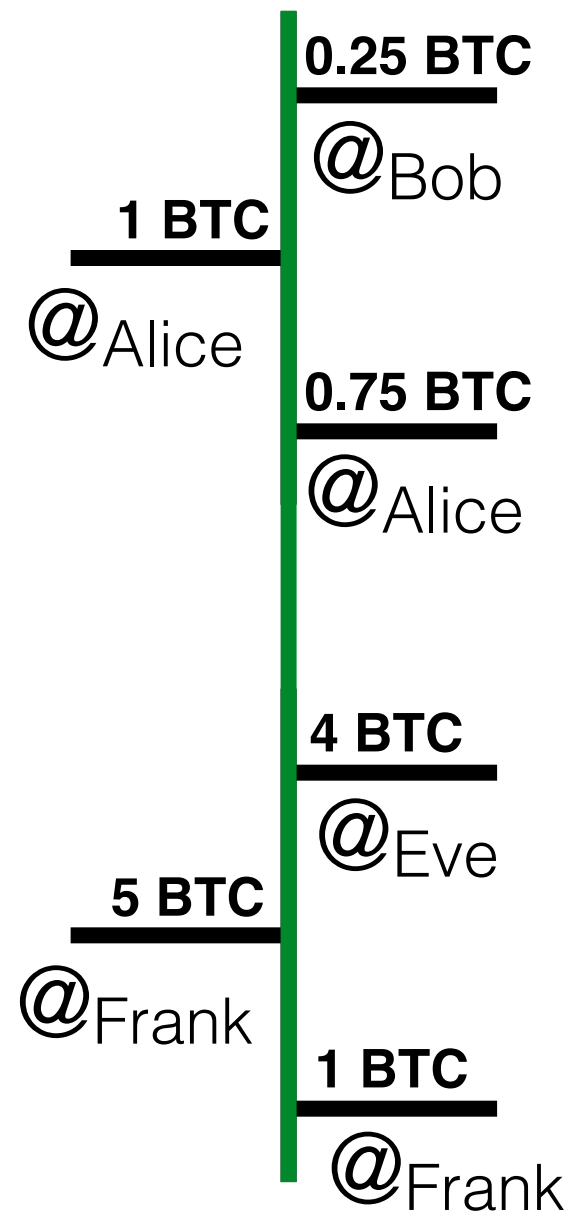 0.25 BTC
@Bob
1 BTC
@Alice
0.75 BTC
@Alice
4 BTC
@Eve
5 BTC
@Frank
1 BTC
@Frank